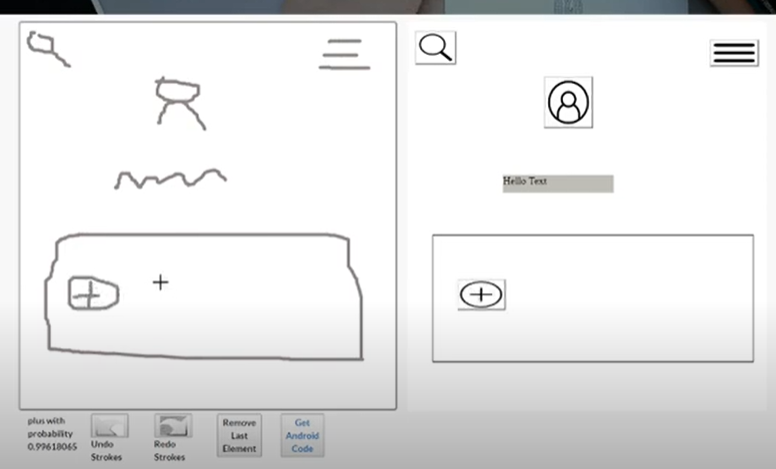 Hello Text
plus with
probability
0.99618065
Undo
Strokes
Redo
Strokes
Remove
Last
Element
Get
Android
Code